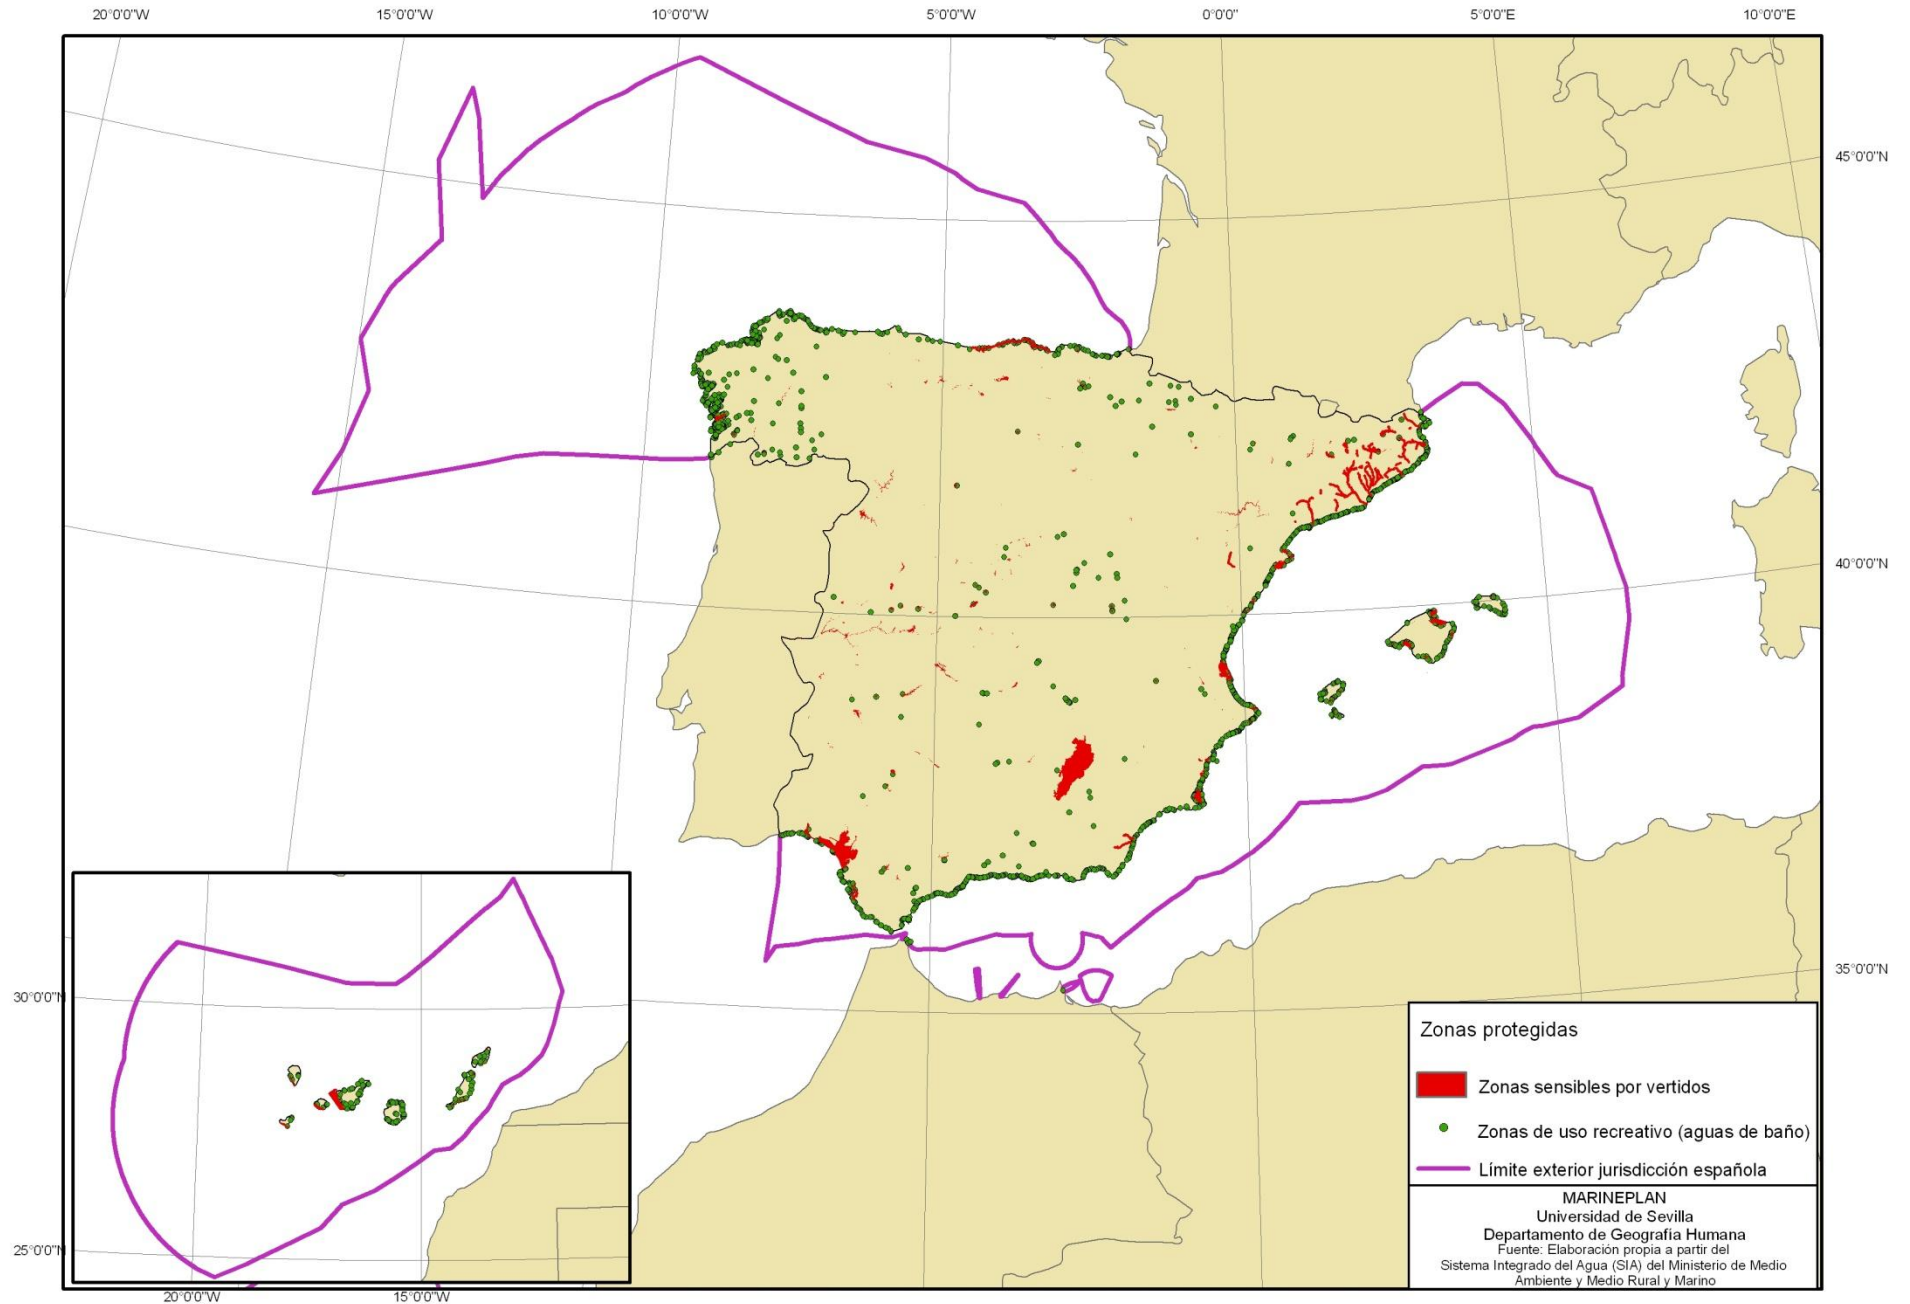 20°0'0"W
15°0'0"W
10°0'0"W
5°0'0"W
0°0'0"
5°0'0"E
10°0'0"E
45°0'0"N
40°0'0"N
35°0'0"N
30°0'0"N
25°0'0"N
20°0'0"W
15°0'0"W
Zonas protegidas
Zonas sensibles por vertidos
Zonas de uso recreativo (aguas de baño)
Límite exterior jurisdicción española
MARINEPLAN
Universidad de Sevilla
Departamento de Geografía Humana
Fuente: Elaboración propia a partir del
Sistema Integrado del Agua (SIA) del Ministerio de Medio
Ambiente y Medio Rural y Marino